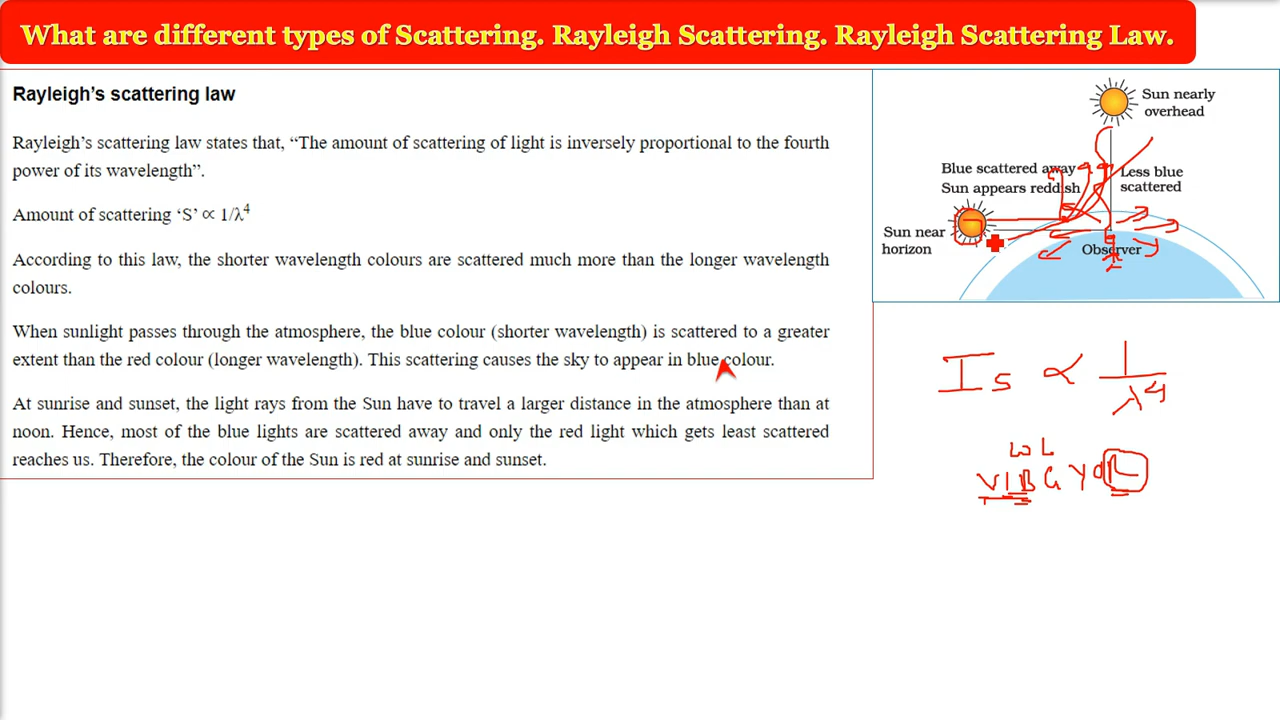 What are different types of Scattering. Rayleigh Scattering. Rayleigh Scattering Law.
Rayleigh's scattering law
Rayleigh's scattering law states that, “The amount of scattering of light is inversely proportional to the fourth
power of its wavelength”.
Amount of scattering ‘S’ ∝ 1/λ⁴
According to this law, the shorter wavelength colours are scattered much more than the longer wavelength
colours.
When sunlight passes through the atmosphere, the blue colour (shorter wavelength) is scattered to a greater
extent than the red colour (longer wavelength). This scattering causes the sky to appear in blue colour.
At sunrise and sunset, the light rays from the Sun have to travel a larger distance in the atmosphere than at
noon. Hence, most of the blue lights are scattered away and only the red light which gets least scattered
reaches us. Therefore, the colour of the Sun is red at sunrise and sunset.
Sun nearly
overhead
Blue scattered away
Sun appears reddish
Less blue
scattered
Sun near
horizon
Observer
Is ∝ 1/λ⁴
WL
VIBGYOR